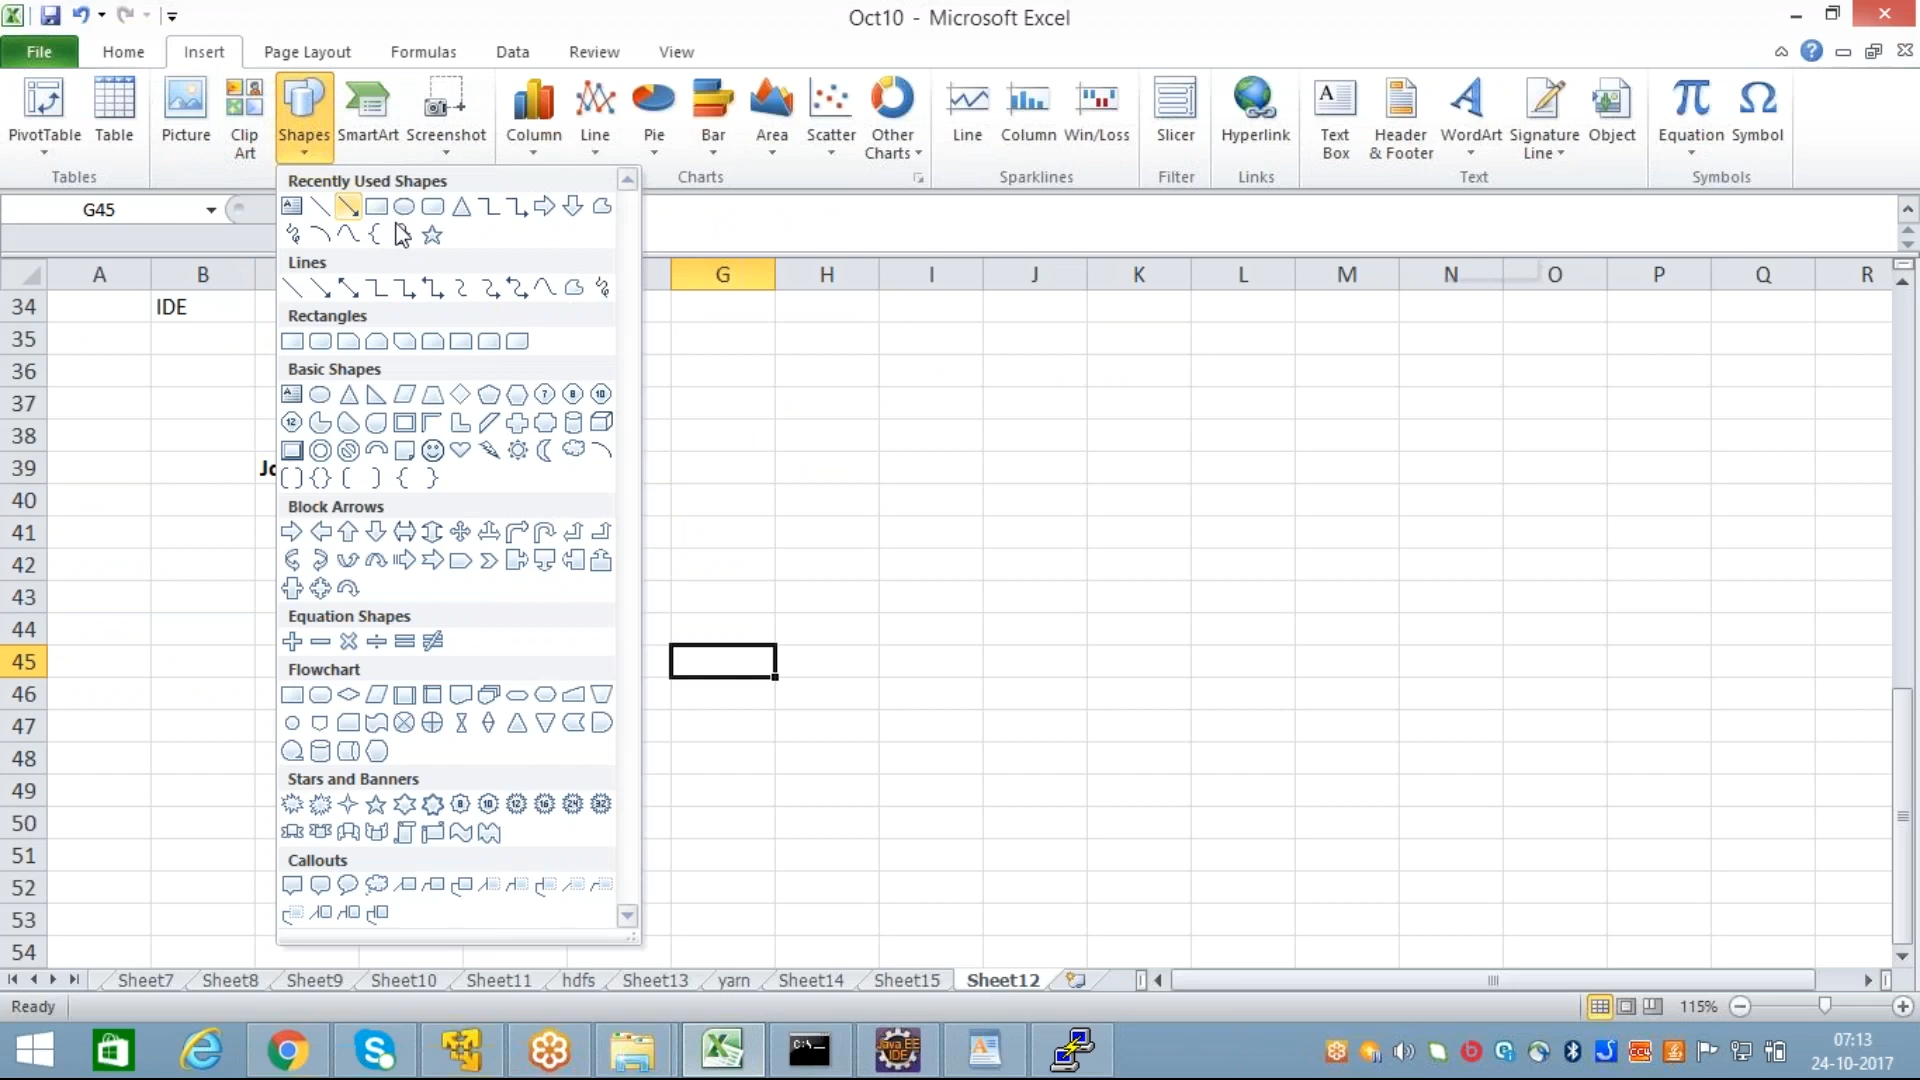 Oct10 - Microsoft Excel
File Home Insert Page Layout Formulas Data Review View
PivotTable Table Picture Clip Art Shapes SmartArt Screenshot Column Line Pie Bar Area Scatter Other Charts Line Column Win/Loss Slicer Hyperlink Text Box Header & Footer WordArt Signature Line Object Equation Symbol
Tables Charts Sparklines Filter Links Text Symbols
G45
Recently Used Shapes
Lines
Rectangles
Basic Shapes
Block Arrows
Equation Shapes
Flowchart
Stars and Banners
Callouts
A B G H I J K L M N O P Q R
34 IDE
35
36
37
38
39
40
41
42
43
44
45
46
47
48
49
50
51
52
53
54
Sheet7 Sheet8 Sheet9 Sheet10 Sheet11 hdfs Sheet13 yarn Sheet14 Sheet15 Sheet12
Ready 115%
Java EE IDE
07:13
24-10-2017